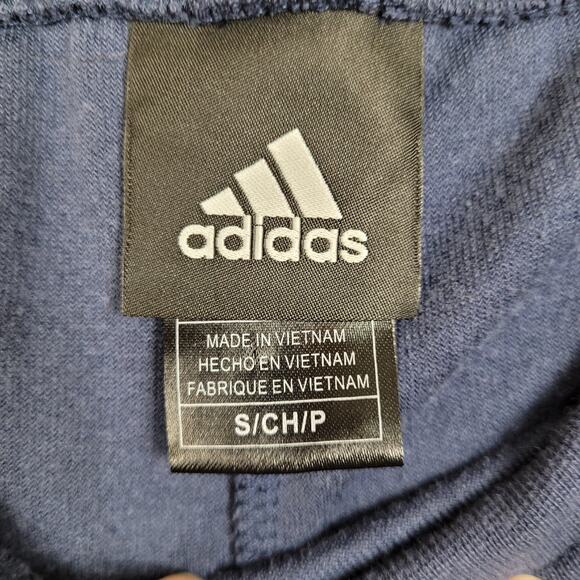 adidas
MADE IN VIETNAM
HECHO EN VIETNAM
FABRIQUE EN VIETNAM
S/CH/P